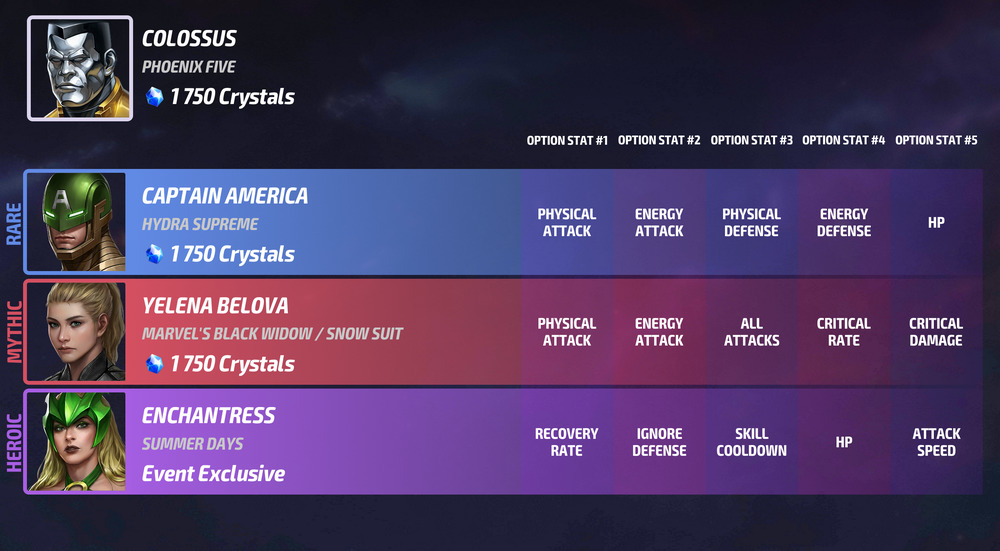 COLOSSUS
PHOENIX FIVE
1 750 Crystals
OPTION STAT #1 OPTION STAT #2 OPTION STAT #3 OPTION STAT #4 OPTION STAT #5
RARE
CAPTAIN AMERICA
HYDRA SUPREME
1 750 Crystals
PHYSICAL
ATTACK
ENERGY
ATTACK
PHYSICAL
DEFENSE
ENERGY
DEFENSE
HP
MYTHIC
YELENA BELOVA
MARVEL'S BLACK WIDOW / SNOW SUIT
1 750 Crystals
PHYSICAL
ATTACK
ENERGY
ATTACK
ALL
ATTACKS
CRITICAL
RATE
CRITICAL
DAMAGE
HEROIC
ENCHANTRESS
SUMMER DAYS
Event Exclusive
RECOVERY
RATE
IGNORE
DEFENSE
SKILL
COOLDOWN
HP
ATTACK
SPEED